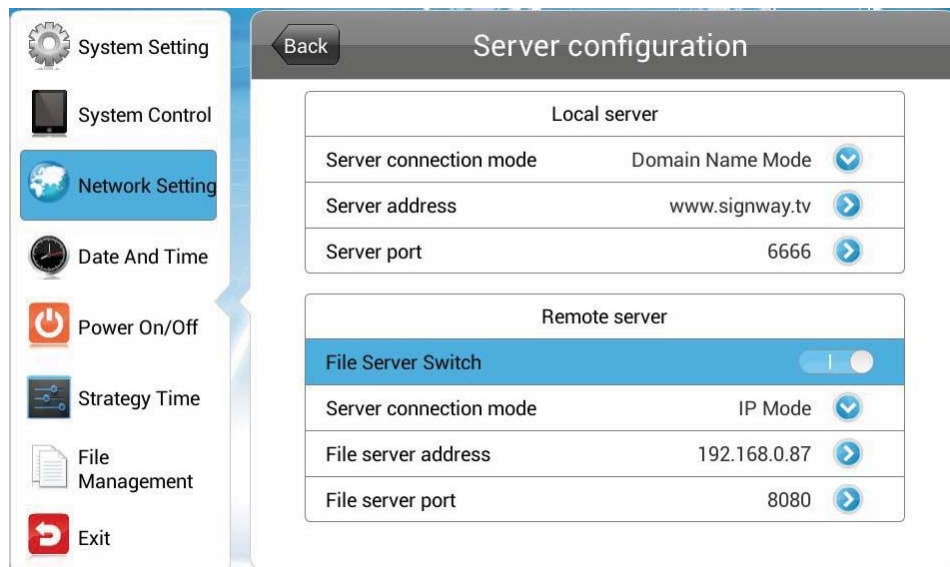 System Setting
System Control
Network Setting
Date And Time
Power On/Off
Strategy Time
File
Management
Exit
Back
Server configuration
Local server
Server connection mode Domain Name Mode
Server address www.signway.tv
Server port 6666
Remote server
File Server Switch
Server connection mode IP Mode
File server address 192.168.0.87
File server port 8080